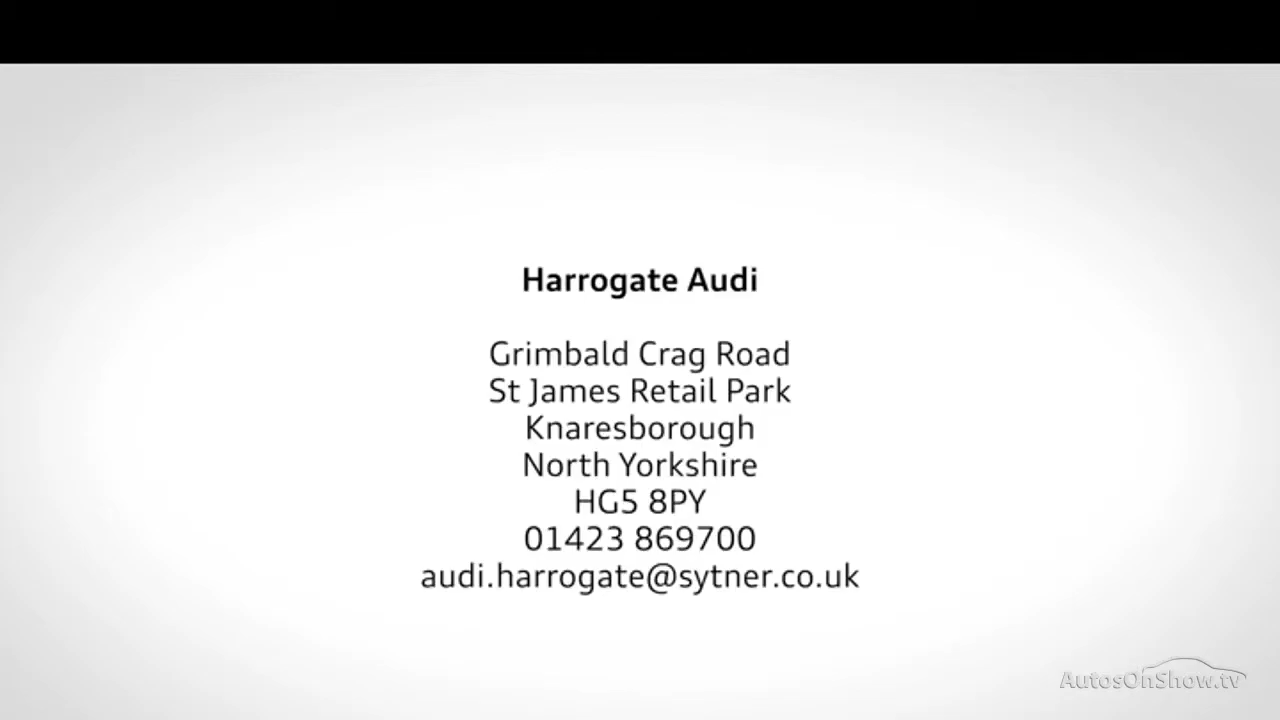 Harrogate Audi
Grimbald Crag Road
St James Retail Park
Knaresborough
North Yorkshire
HG5 8PY
01423 869700
audi.harrogate@sytner.co.uk
AutosOnShow.tv